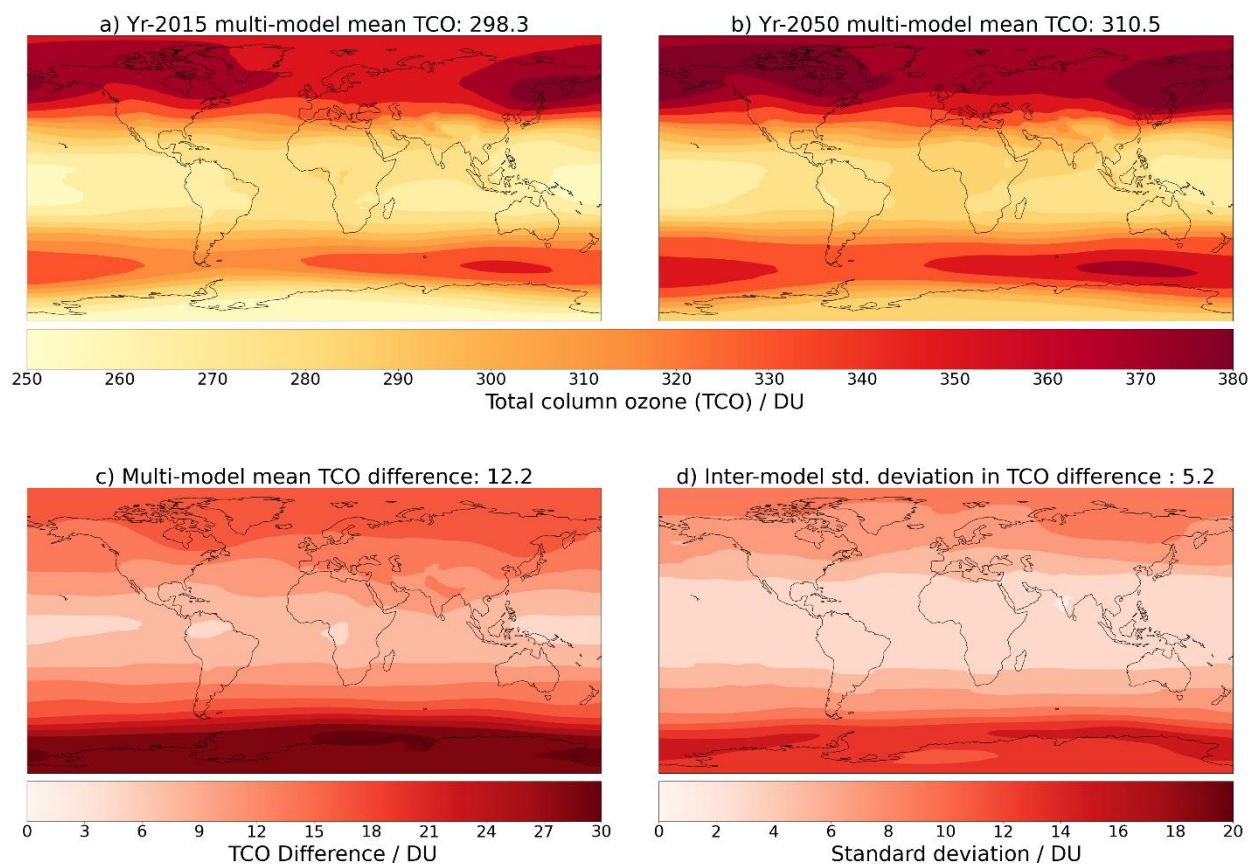 a) Yr-2015 multi-model mean TCO: 298.3
b) Yr-2050 multi-model mean TCO: 310.5
250 260 270 280 290 300 310 320 330 340 350 360 370 380
Total column ozone (TCO) / DU
c) Multi-model mean TCO difference: 12.2
d) Inter-model std. deviation in TCO difference : 5.2
0 3 6 9 12 15 18 21 24 27 30
TCO Difference / DU
0 2 4 6 8 10 12 14 16 18 20
Standard deviation / DU